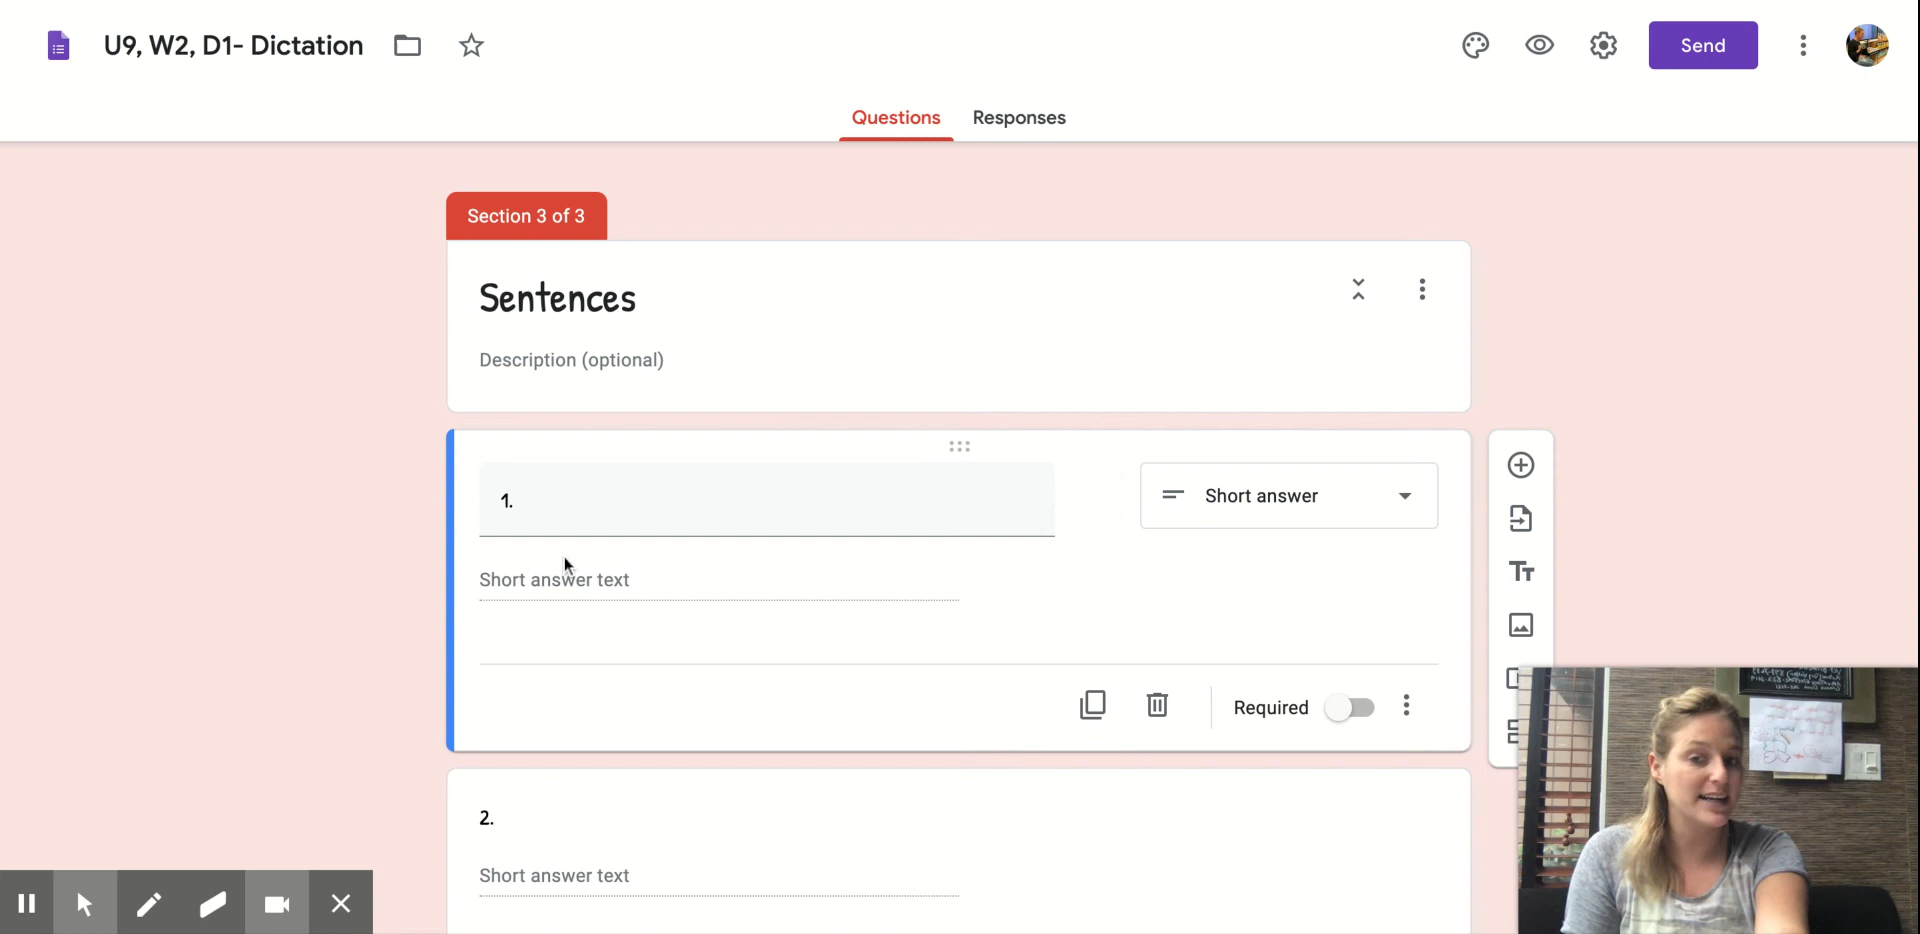 U9, W2, D1- Dictation
Send
Questions Responses
Section 3 of 3
Sentences
Description (optional)
1.
Short answer
Short answer text
Required
2.
Short answer text